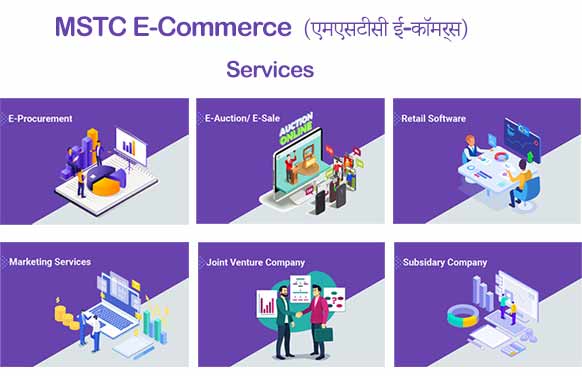 MSTC E-Commerce (एमएसटीसी ई-कॉमर्स)
Services
E-Procurement
E-Auction/ E-Sale
AUCTION
ONLINE
Retail Software
Marketing Services
Joint Venture Company
Subsidary Company